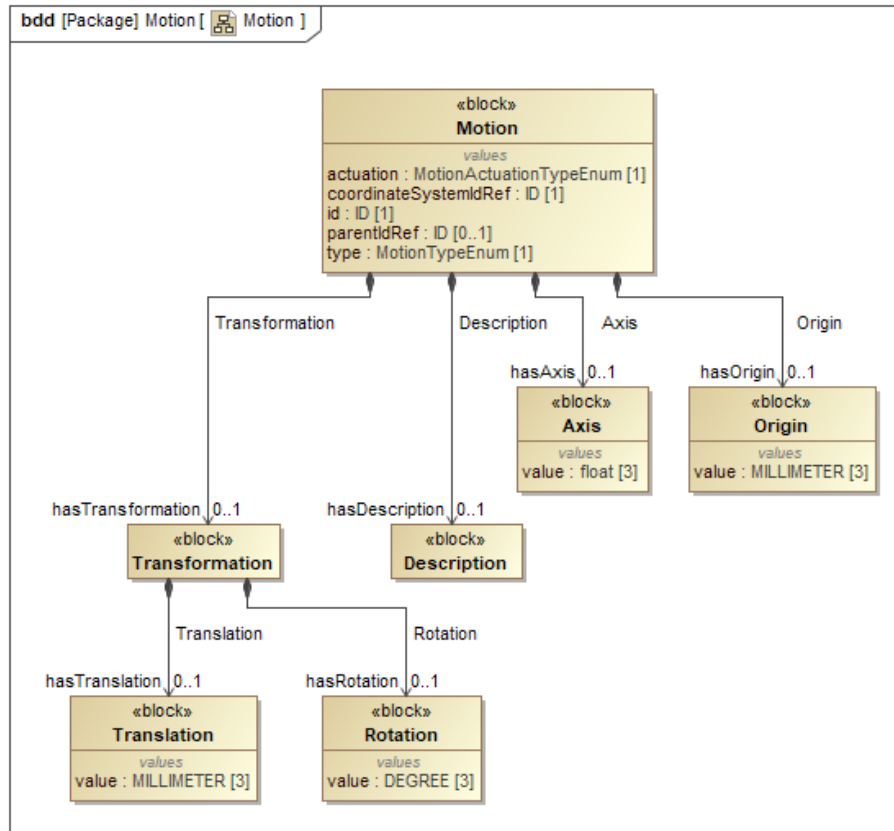 bdd [Package] Motion [ Motion ]
«block»
Motion
values
actuation : MotionActuationTypeEnum [1]
coordinateSystemIdRef : ID [1]
id : ID [1]
parentIdRef : ID [0..1]
type : MotionTypeEnum [1]
Transformation
Description
Axis
Origin
hasAxis 0..1
hasOrigin 0..1
«block»
Axis
values
value : float [3]
«block»
Origin
values
value : MILLIMETER [3]
hasTransformation 0..1
hasDescription 0..1
«block»
Transformation
«block»
Description
Translation
Rotation
hasTranslation 0..1
hasRotation 0..1
«block»
Translation
values
value : MILLIMETER [3]
«block»
Rotation
values
value : DEGREE [3]